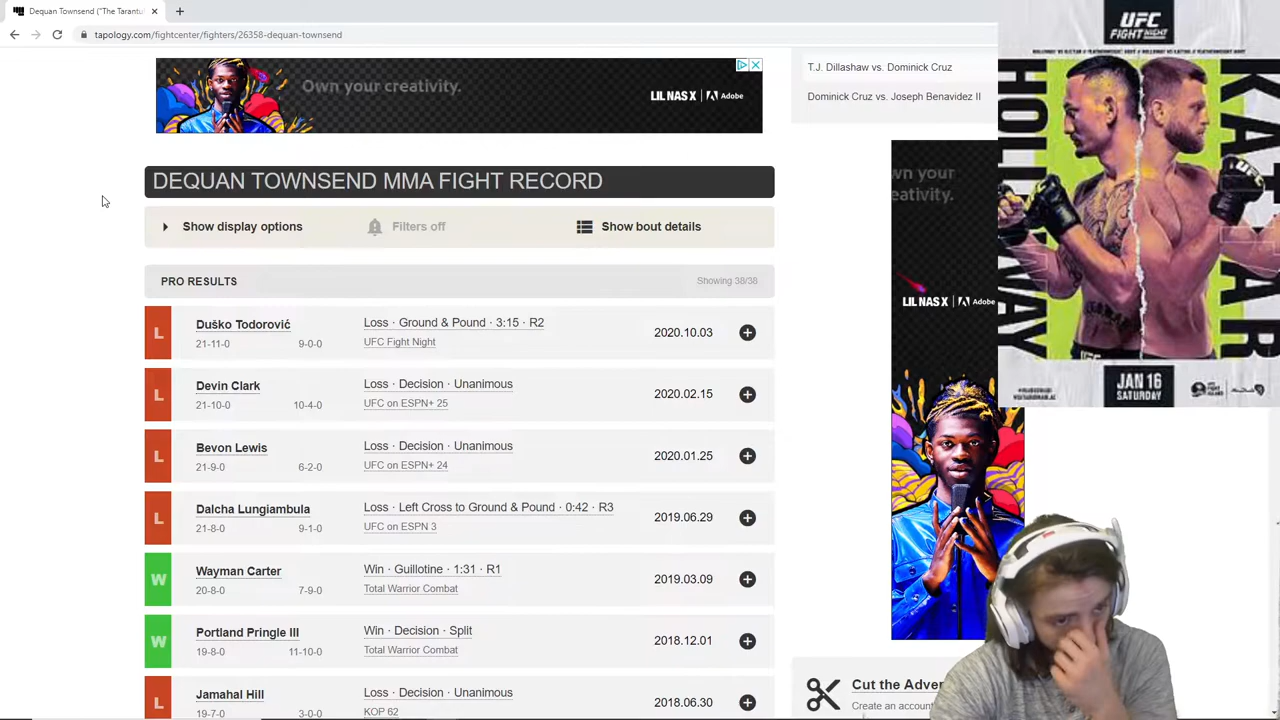 Dequan Townsend ("The Tarantu
tapology.com/fightcenter/fighters/26358-dequan-townsend
Own your creativity.
LIL NAS X | Adobe
T.J. Dillashaw vs. Dominick Cruz
Dominick Cruz vs. Joseph Benavidez II
DEQUAN TOWNSEND MMA FIGHT RECORD
Show display options
Filters off
Show bout details
PRO RESULTS
Showing 38/38
L
Duško Todorović
21-11-0 9-0-0
Loss · Ground & Pound · 3:15 · R2
UFC Fight Night
2020.10.03
L
Devin Clark
21-10-0 10-4-0
Loss · Decision · Unanimous
UFC on ESPN+ 25
2020.02.15
L
Bevon Lewis
21-9-0 6-2-0
Loss · Decision · Unanimous
UFC on ESPN+ 24
2020.01.25
L
Dalcha Lungiambula
21-8-0 9-1-0
Loss · Left Cross to Ground & Pound · 0:42 · R3
UFC on ESPN 3
2019.06.29
W
Wayman Carter
20-8-0 7-9-0
Win · Guillotine · 1:31 · R1
Total Warrior Combat
2019.03.09
W
Portland Pringle III
19-8-0 11-10-0
Win · Decision · Split
Total Warrior Combat
2018.12.01
L
Jamahal Hill
19-7-0 3-0-0
Loss · Decision · Unanimous
KOP 62
2018.06.30
wn your
eativity.
LIL NAS X | Adobe
Cut the Adver
Create an account
UFC
FIGHT NIGHT
HOLLOWAY
KATTAR
UFC
JAN 16
SATURDAY